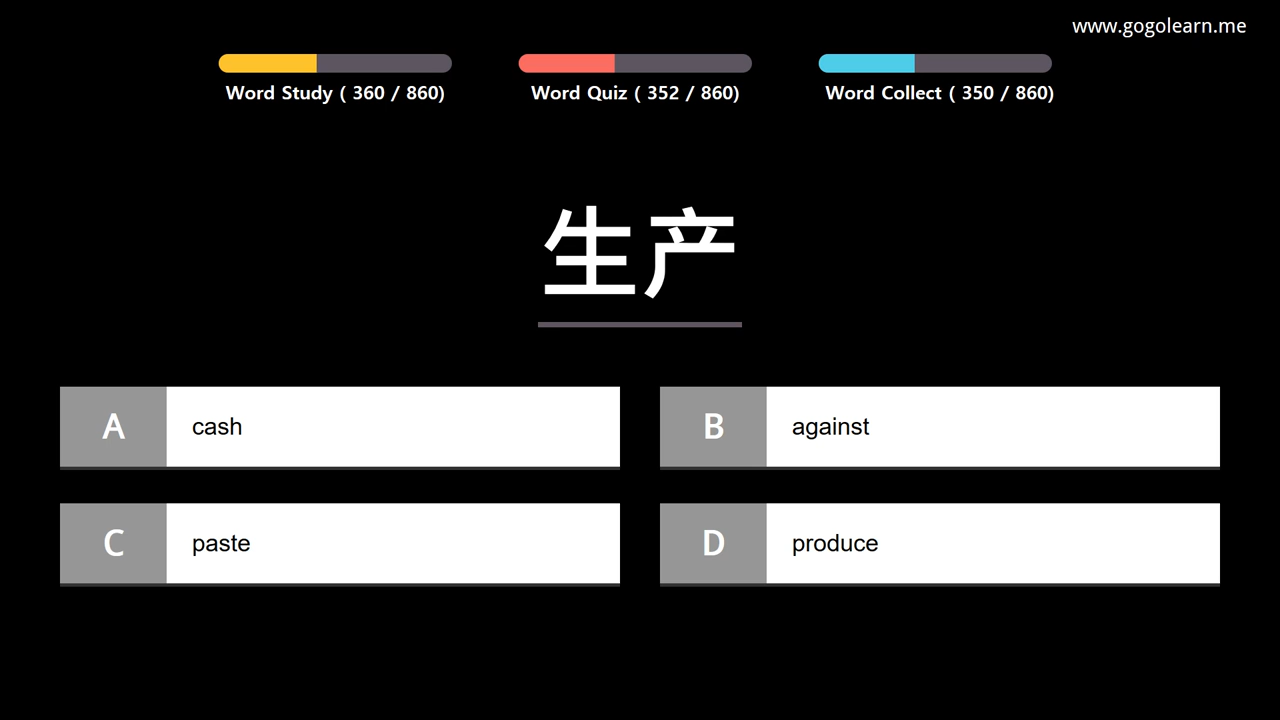 www.gogolearn.me
Word Study ( 360 / 860)
Word Quiz ( 352 / 860)
Word Collect ( 350 / 860)
生产
A cash
B against
C paste
D produce